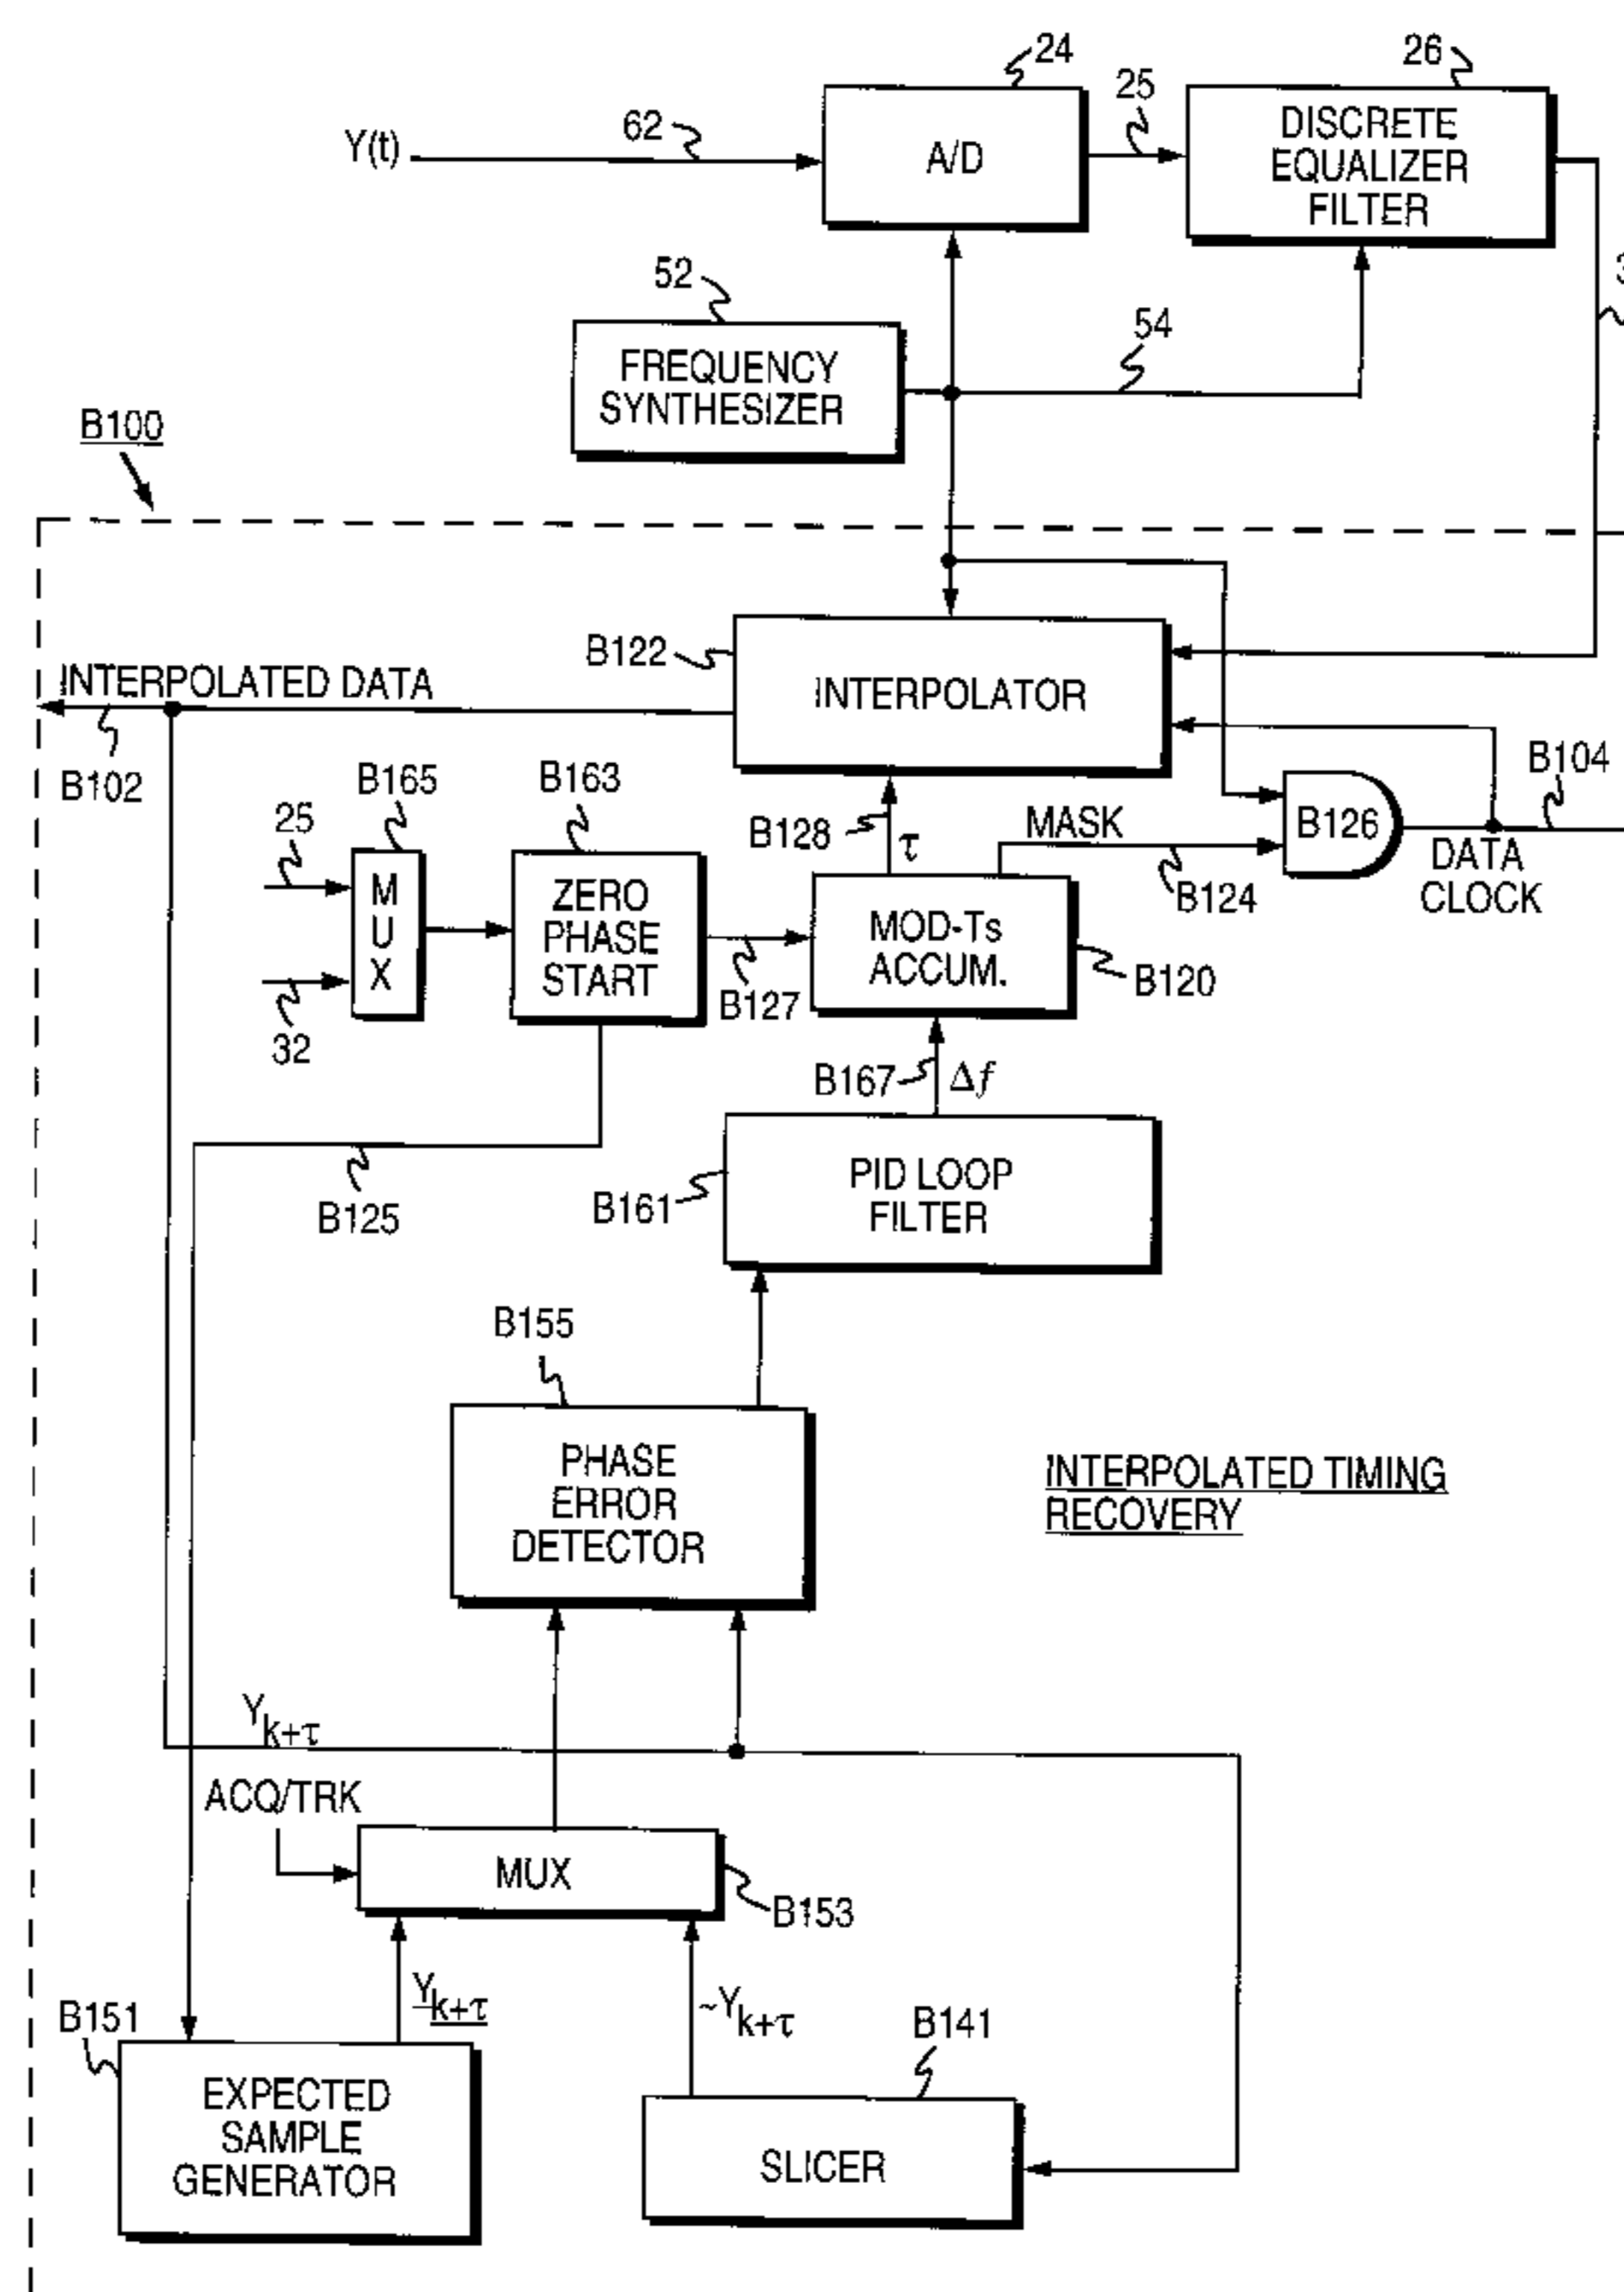 24
26
25
62
Y(t)
A/D
DISCRETE
EQUALIZER
FILTER
52
54
FREQUENCY
SYNTHESIZER
B100
B122
INTERPOLATED DATA
INTERPOLATOR
B102
B165
B163
B104
25
B128
τ
MASK
B126
DATA
CLOCK
MUX
ZERO
PHASE
START
MOD-Ts
ACCUM.
B124
B120
B127
32
B167
Δf
B125
B161
PID LOOP
FILTER
B155
PHASE
ERROR
DETECTOR
INTERPOLATED TIMING
RECOVERY
Yk+τ
ACQ/TRK
MUX
B153
Yk+τ
~Yk+τ
B151
B141
EXPECTED
SAMPLE
GENERATOR
SLICER